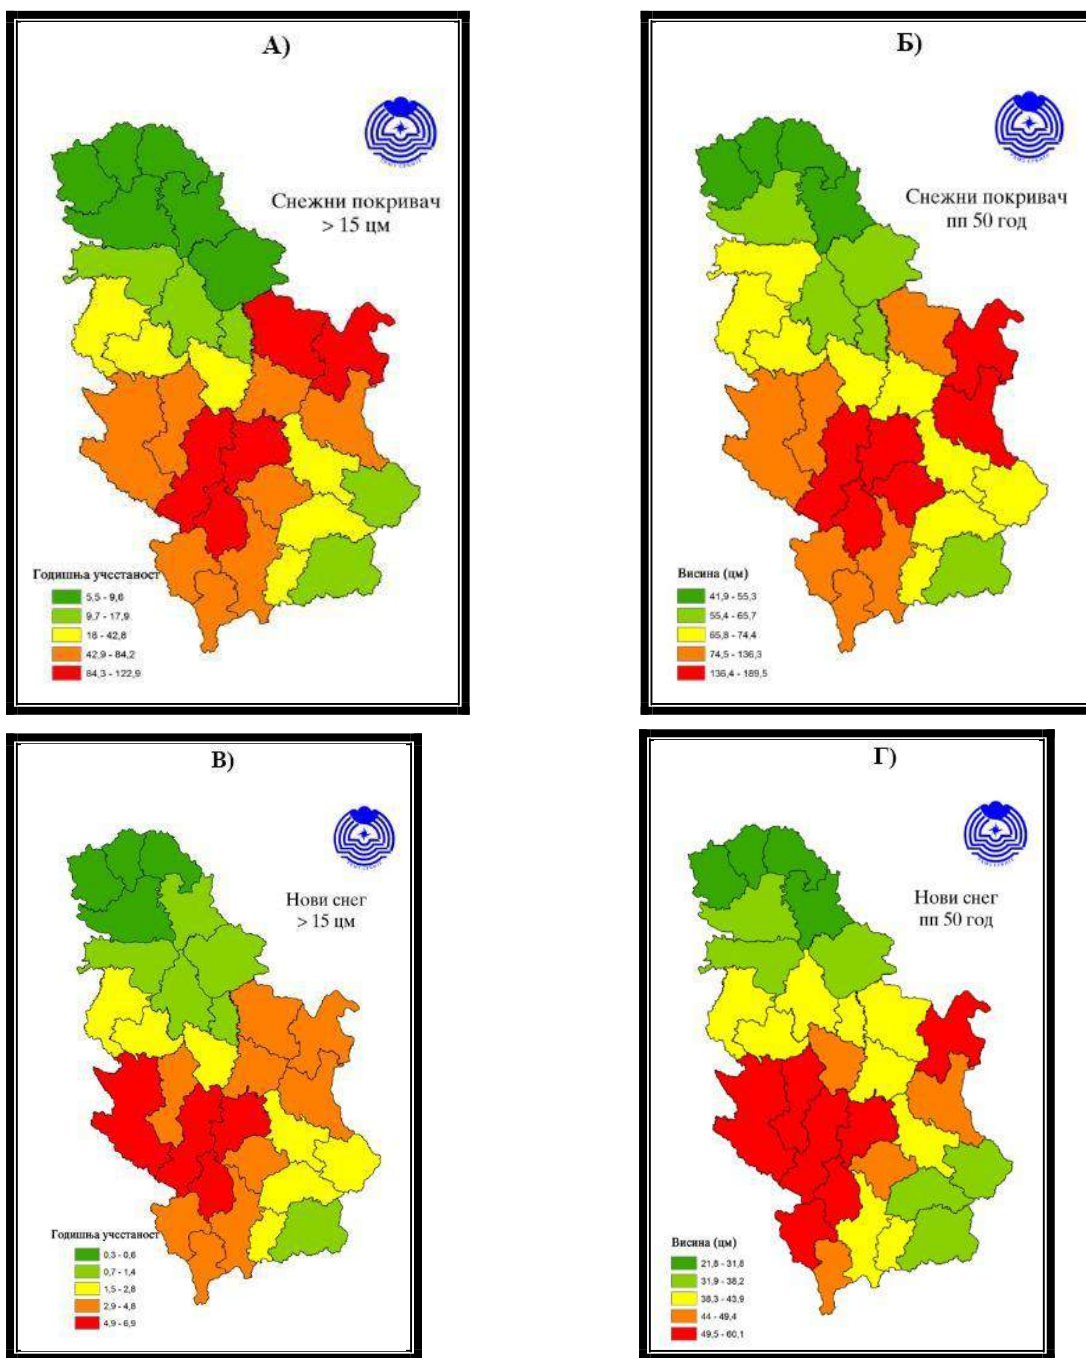 А)
Снежни покривач
> 15 цм
Годишња учесtаност
5,5 - 9,6
9,7 - 17,9
18 - 42,8
42,9 - 84,2
84,3 - 122,9
Б)
Снежни покривач
пп 50 год
Висина (цм)
41,9 - 55,3
55,4 - 65,7
65,8 - 74,4
74,5 - 136,3
136,4 - 189,5
В)
Нови снег
> 15 цм
Годишња учесtаност
0,3 - 0,6
0,7 - 1,4
1,5 - 2,8
2,9 - 4,8
4,9 - 6,9
Г)
Нови снег
пп 50 год
Висина (цм)
21,8 - 31,8
31,9 - 38,2
38,3 - 43,9
44 - 49,4
49,5 - 60,1